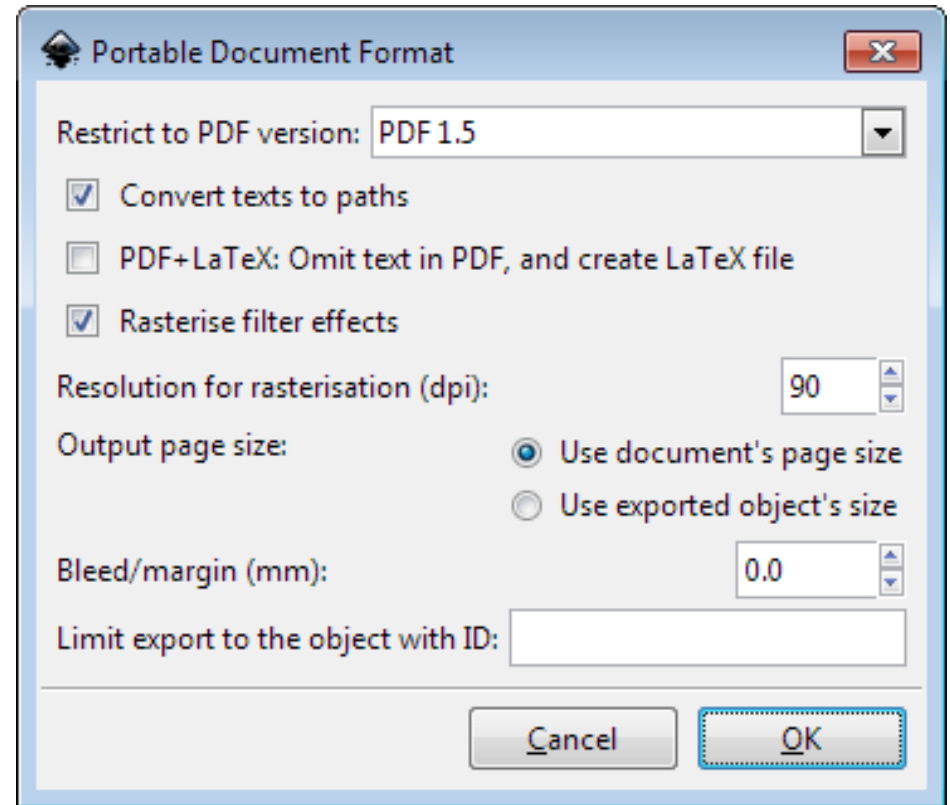 Portable Document Format
Restrict to PDF version: PDF 1.5
Convert texts to paths
PDF+LaTeX: Omit text in PDF, and create LaTeX file
Rasterise filter effects
Resolution for rasterisation (dpi): 90
Output page size: Use document's page size
Use exported object's size
Bleed/margin (mm): 0.0
Limit export to the object with ID:
Cancel OK